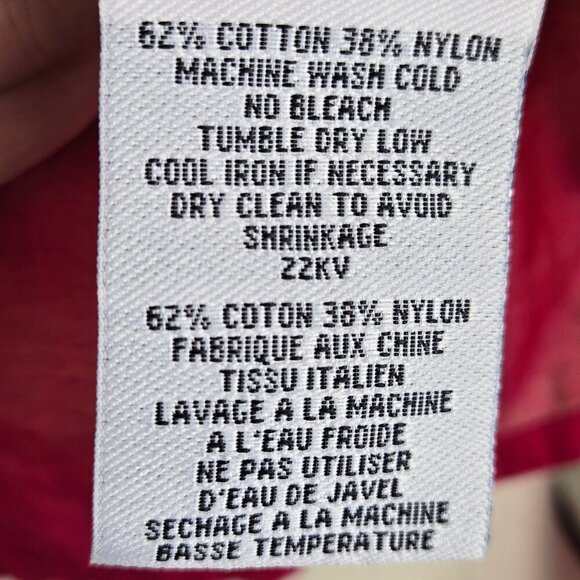 62% COTTON 38% NYLON
MACHINE WASH COLD
NO BLEACH
TUMBLE DRY LOW
COOL IRON IF NECESSARY
DRY CLEAN TO AVOID
SHRINKAGE
22KV
62% COTON 38% NYLON
FABRIQUE AUX CHINE
TISSU ITALIEN
LAVAGE A LA MACHINE
A L'EAU FROIDE
NE PAS UTILISER
D'EAU DE JAVEL
SECHAGE A LA MACHINE
BASSE TEMPERATURE